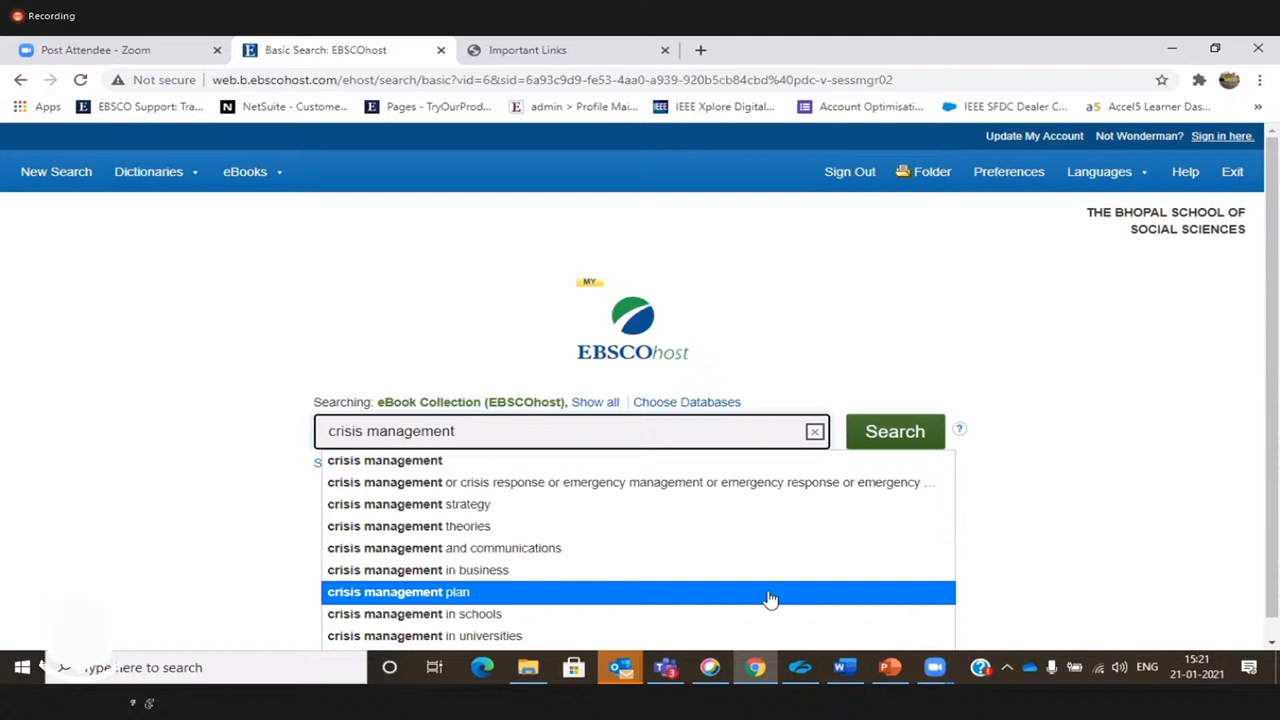 Recording
Post Attendee - Zoom
Basic Search: EBSCOhost
Important Links
Not secure
web.b.ebscohost.com/ehost/search/basic?vid=6&sid=6a93c9d9-fe53-4aa0-a939-920b5cb84cbd%40pdc-v-sessmgr02
Apps
EBSCO Support: Tra...
NetSuite - Custome...
Pages - TryOurProd...
admin > Profile Mai...
IEEE Xplore Digital...
Account Optimisati...
IEEE SFDC Dealer C...
Accel5 Learner Das...
Update My Account Not Wonderman? Sign in here.
New Search Dictionaries eBooks Sign Out Folder Preferences Languages Help Exit
THE BHOPAL SCHOOL OF
SOCIAL SCIENCES
MY
EBSCOhost
Searching: eBook Collection (EBSCOhost), Show all | Choose Databases
crisis management
Search
crisis management
crisis management or crisis response or emergency management or emergency response or emergency ...
crisis management strategy
crisis management theories
crisis management and communications
crisis management in business
crisis management plan
crisis management in schools
crisis management in universities
Type here to search
ENG
15:21
21-01-2021